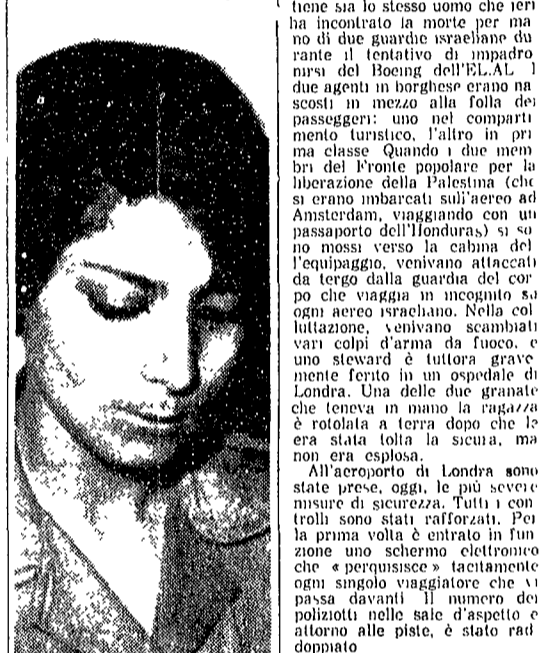 tiene sia lo stesso uomo che ieri
ha incontrato la morte per ma
no di due guardie israeliane du
rante il tentativo di impadro
nirsi del Boeing dell'EL.AL I
due agenti in borghese erano na
scosti in mezzo alla folla dei
passeggeri: uno nel comparti
mento turistico, l'altro in pri
ma classe Quando i due mem
bri del Fronte popolare per la
liberazione della Palestina (che
si erano imbarcati sull'aereo ad
Amsterdam, viaggiando con un
passaporto dell'Honduras) si so
no mossi verso la cabina del
l'equipaggio, venivano attaccati
da tergo dalla guardia del cor
po che viaggia in incognito su
ogni aereo israeliano. Nella col
luttazione, venivano scambiati
vari colpi d'arma da fuoco, e
uno steward è tuttora grave
mente ferito in un ospedale di
Londra. Una delle due granate
che teneva in mano la ragazza
è rotolata a terra dopo che le
era stata tolta la sicura, ma
non era esplosa.
All'aeroporto di Londra sono
state prese, oggi, le più severe
misure di sicurezza. Tutti i con
trolli sono stati rafforzati. Per
la prima volta è entrato in fun
zione uno schermo elettronico
che « perquisisce » tacitamente
ogni singolo viaggiatore che vi
passa davanti Il numero dei
poliziotti nelle sale d'aspetto e
attorno alle piste, è stato rad
doppiato